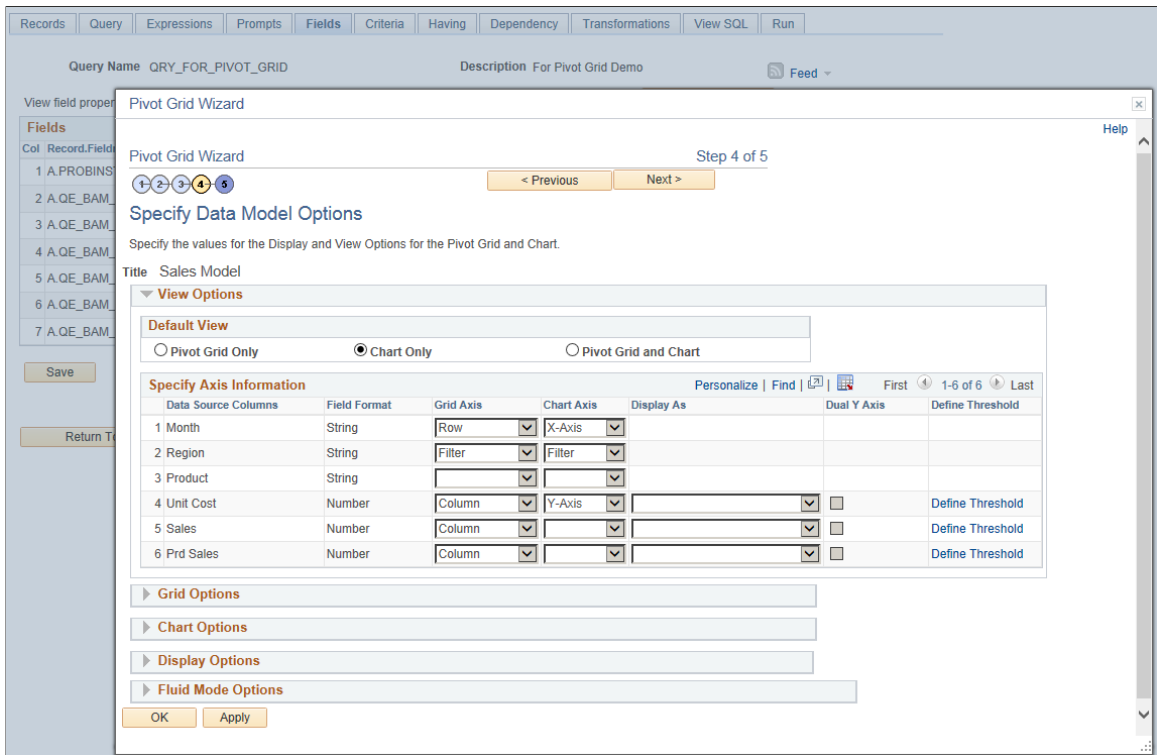 Records Query Expressions Prompts Fields Criteria Having Dependency Transformations View SQL Run
Query Name QRY_FOR_PIVOT_GRID Description For Pivot Grid Demo Feed
View field proper
Pivot Grid Wizard
Fields
Help
Col Record.Fieldn
Pivot Grid Wizard Step 4 of 5
1 A.PROBINS
1 2 3 4 5 < Previous Next >
2 A.QE_BAM_
Specify Data Model Options
3 A.QE_BAM_
4 A.QE_BAM_
Specify the values for the Display and View Options for the Pivot Grid and Chart.
5 A.QE_BAM_
Title Sales Model
6 A.QE_BAM_
View Options
7 A.QE_BAM_
Default View
Pivot Grid Only Chart Only Pivot Grid and Chart
Save
Specify Axis Information Personalize | Find | | First 1-6 of 6 Last
Data Source Columns Field Format Grid Axis Chart Axis Display As Dual Y Axis Define Threshold
1 Month String Row X-Axis
Return To
2 Region String Filter Filter
3 Product String
4 Unit Cost Number Column Y-Axis Define Threshold
5 Sales Number Column Define Threshold
6 Prd Sales Number Column Define Threshold
Grid Options
Chart Options
Display Options
Fluid Mode Options
OK Apply